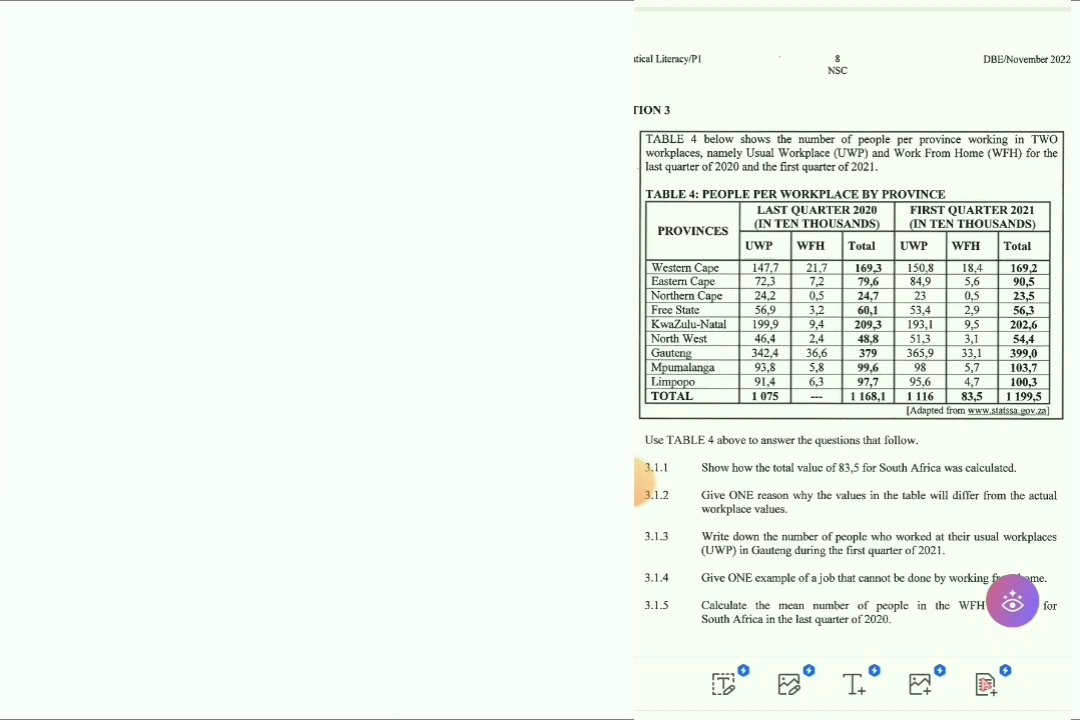 tical Literacy/P1 8 DBE/November 2022
NSC
TION 3
TABLE 4 below shows the number of people per province working in TWO
workplaces, namely Usual Workplace (UWP) and Work From Home (WFH) for the
last quarter of 2020 and the first quarter of 2021.
TABLE 4: PEOPLE PER WORKPLACE BY PROVINCE
PROVINCES LAST QUARTER 2020 (IN TEN THOUSANDS) FIRST QUARTER 2021 (IN TEN THOUSANDS)
UWP WFH Total UWP WFH Total
Western Cape 147,7 21,7 169,3 150,8 18,4 169,2
Eastern Cape 72,3 7,2 79,6 84,9 5,6 90,5
Northern Cape 24,2 0,5 24,7 23 0,5 23,5
Free State 56,9 3,2 60,1 53,4 2,9 56,3
KwaZulu-Natal 199,9 9,4 209,3 193,1 9,5 202,6
North West 46,4 2,4 48,8 51,3 3,1 54,4
Gauteng 342,4 36,6 379 365,9 33,1 399,0
Mpumalanga 93,8 5,8 99,6 98 5,7 103,7
Limpopo 91,4 6,3 97,7 95,6 4,7 100,3
TOTAL 1 075 --- 1 168,1 1 116 83,5 1 199,5
[Adapted from www.statssa.gov.za]
Use TABLE 4 above to answer the questions that follow.
3.1.1 Show how the total value of 83,5 for South Africa was calculated.
3.1.2 Give ONE reason why the values in the table will differ from the actual
workplace values.
3.1.3 Write down the number of people who worked at their usual workplaces
(UWP) in Gauteng during the first quarter of 2021.
3.1.4 Give ONE example of a job that cannot be done by working ome.
3.1.5 Calculate the mean number of people in the WFH for
South Africa in the last quarter of 2020.